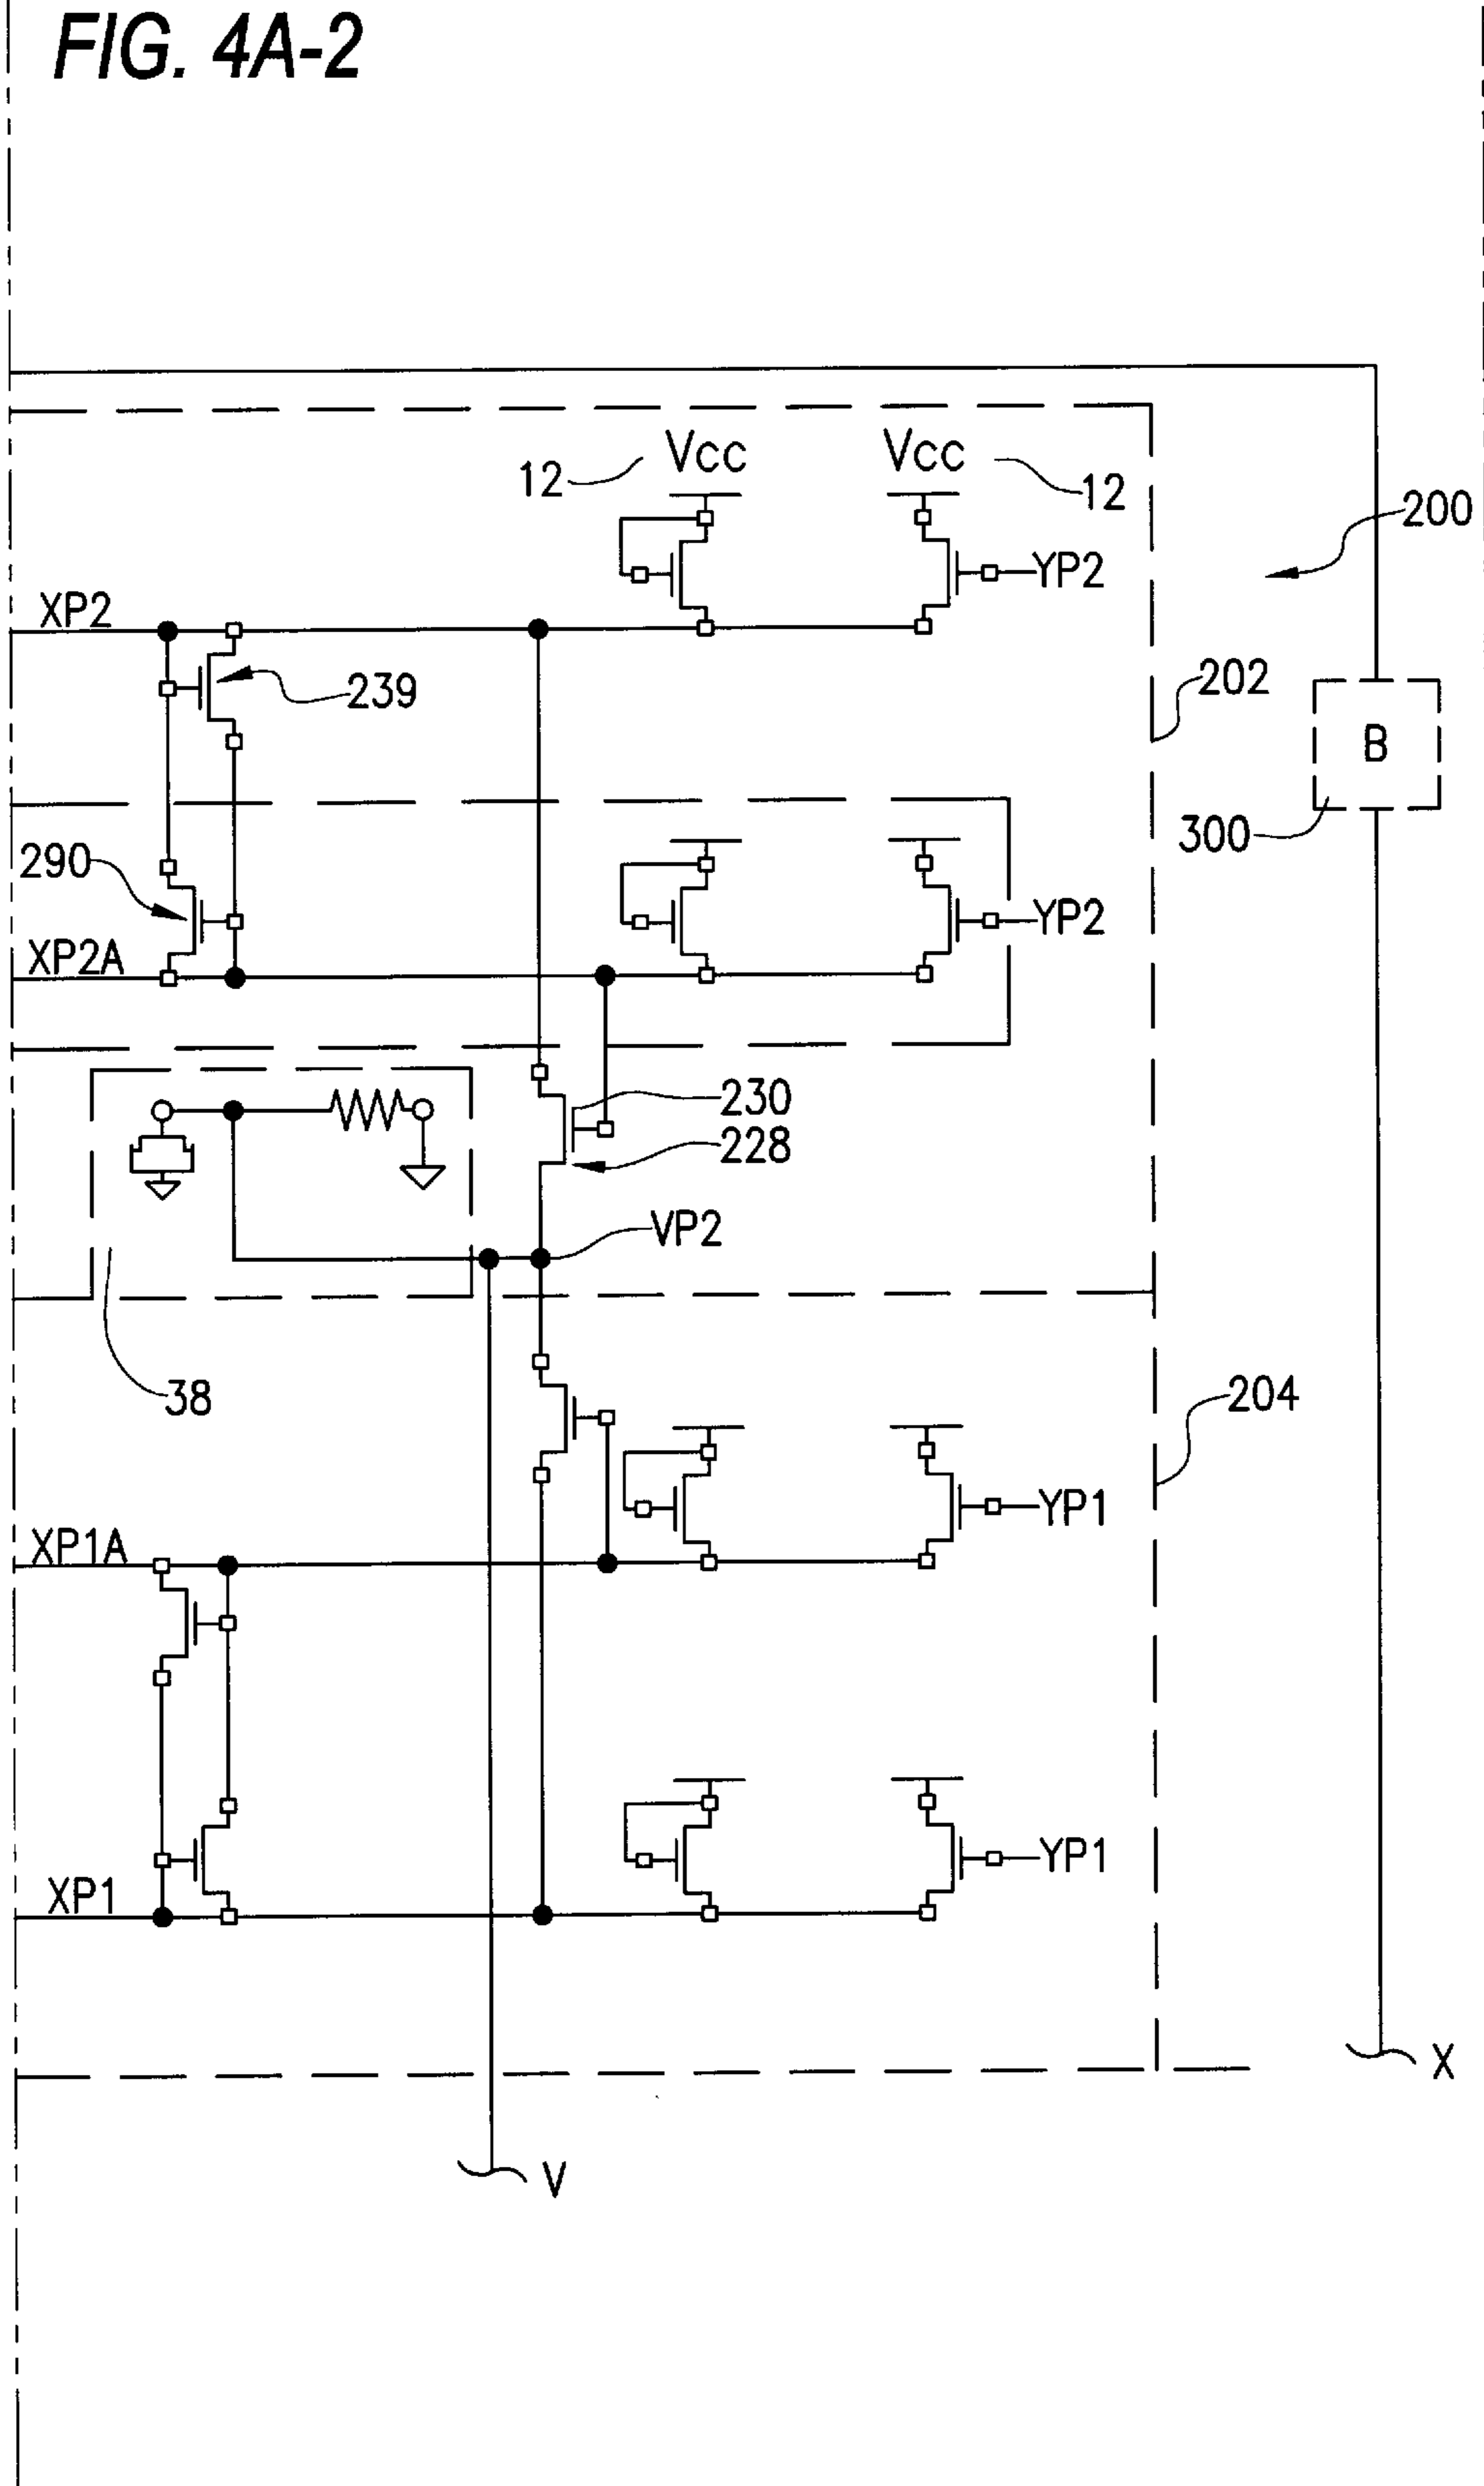 FIG. 4A-2
12
Vcc
Vcc
12
200
YP2
XP2
239
202
B
300
290
YP2
XP2A
230
228
VP2
38
204
XP1A
YP1
XP1
YP1
X
V